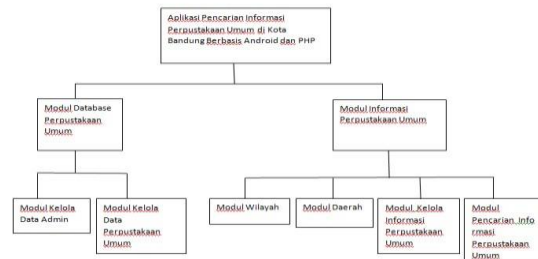 Aplikasi Pencarian Informasi
Perpustakaan Umum di Kota
Bandung Berbasis Android dan PHP
Modul Database
Perpustakaan
Umum
Modul Informasi
Perpustakaan Umum
Modul Kelola
Data Admin
Modul Kelola
Data
Perpustakaan
Umum
Modul Wilayah
Modul Daerah
Modul Kelola
Informasi
Perpustakaan
Umum
Modul
Pencarian Info
rmasi
Perpustakaan
Umum